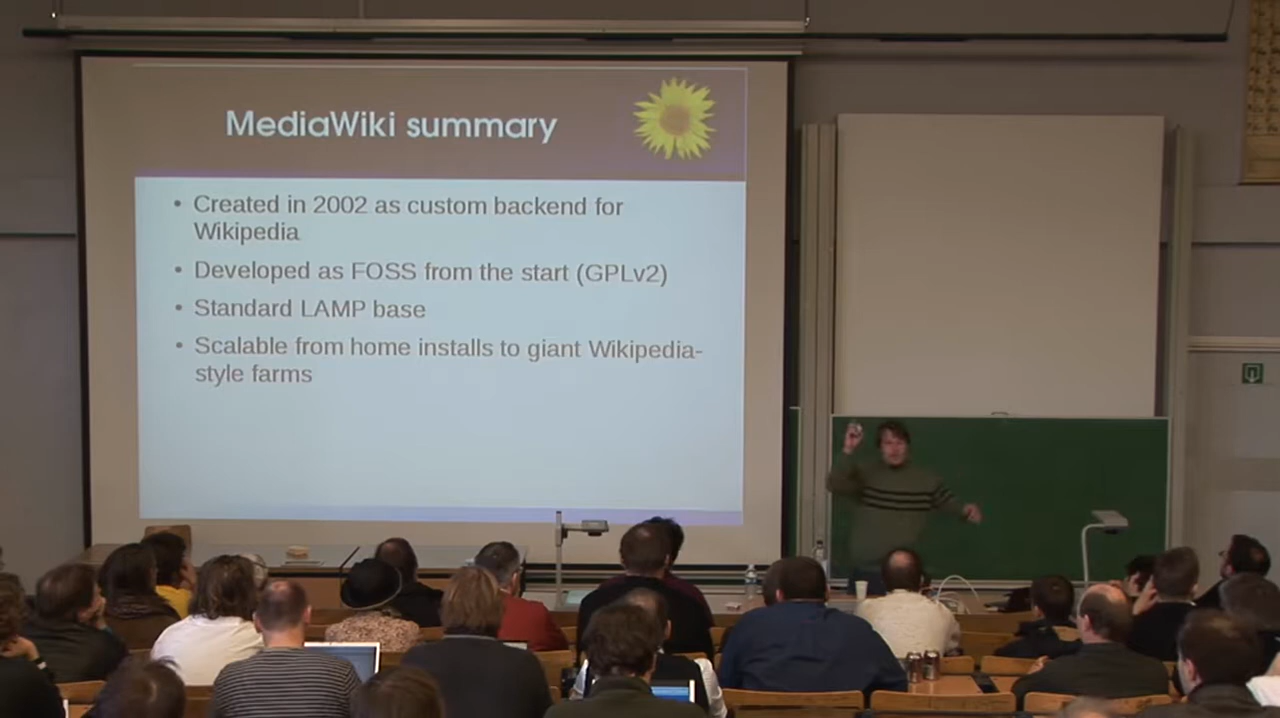 MediaWiki summary
• Created in 2002 as custom backend for
Wikipedia
• Developed as FOSS from the start (GPLv2)
• Standard LAMP base
• Scalable from home installs to giant Wikipedia-
style farms